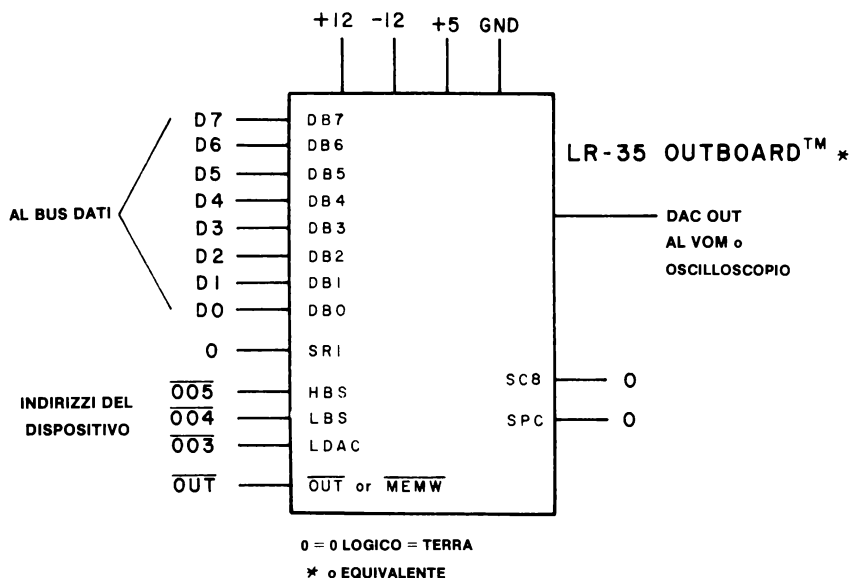 +12 -12 +5 GND
D7 DB7
D6 DB6
D5 DB5
D4 DB4
D3 DB3
D2 DB2
D1 DB1
D0 DB0
AL BUS DATI
LR-35 OUTBOARD™ *
DAC OUT
AL VOM o
OSCILLOSCOPIO
0 SRI
INDIRIZZI DEL
DISPOSITIVO
005 HBS
004 LBS
003 LDAC
OUT OUT or MEMW
SC8 0
SPC 0
0 = 0 LOGICO = TERRA
* o EQUIVALENTE